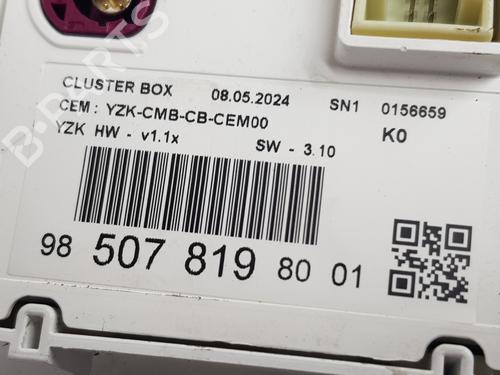 CLUSTER BOX 08.05.2024 SN1 0156659
CEM : YZK-CMB-CB-CEM00 K0
YZK HW - v1.1x SW - 3.10
98 507 819 80 01
B-PARTS